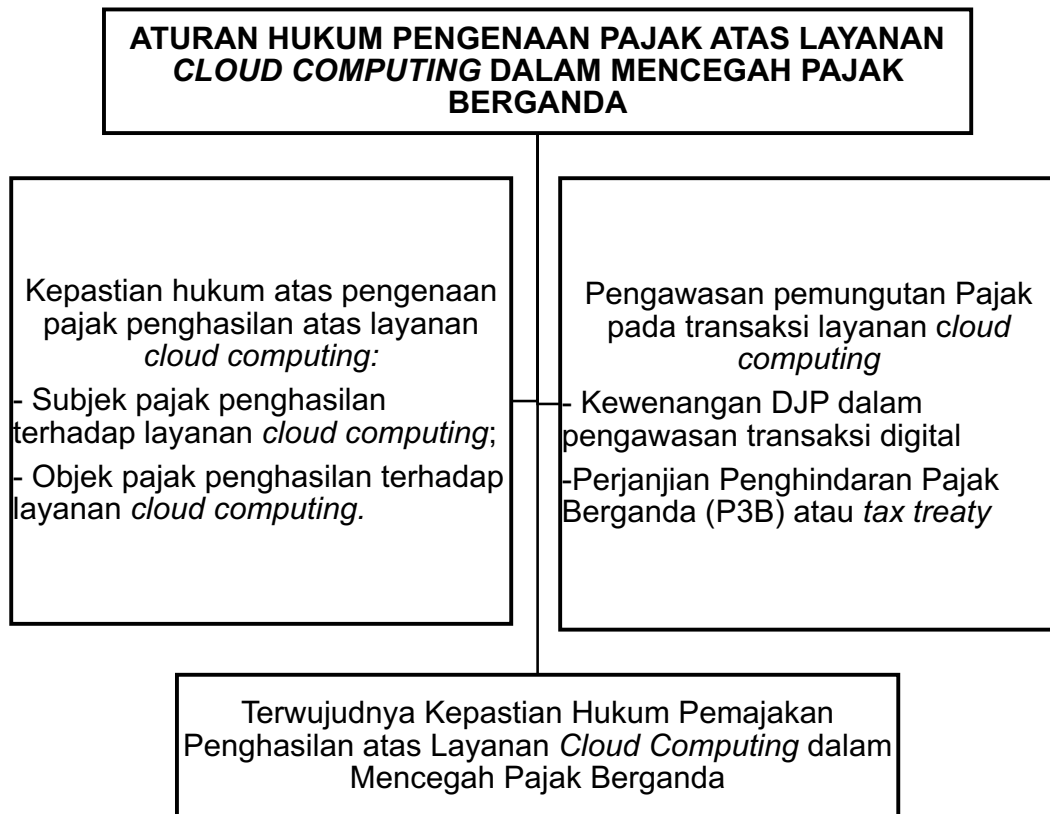 ATURAN HUKUM PENGENAAN PAJAK ATAS LAYANAN
CLOUD COMPUTING DALAM MENCEGAH PAJAK
BERGANDA
Kepastian hukum atas pengenaan
pajak penghasilan atas layanan
cloud computing:
- Subjek pajak penghasilan
terhadap layanan cloud computing;
- Objek pajak penghasilan terhadap
layanan cloud computing.
Pengawasan pemungutan Pajak
pada transaksi layanan cloud
computing
- Kewenangan DJP dalam
pengawasan transaksi digital
-Perjanjian Penghindaran Pajak
Berganda (P3B) atau tax treaty
Terwujudnya Kepastian Hukum Pemajakan
Penghasilan atas Layanan Cloud Computing dalam
Mencegah Pajak Berganda